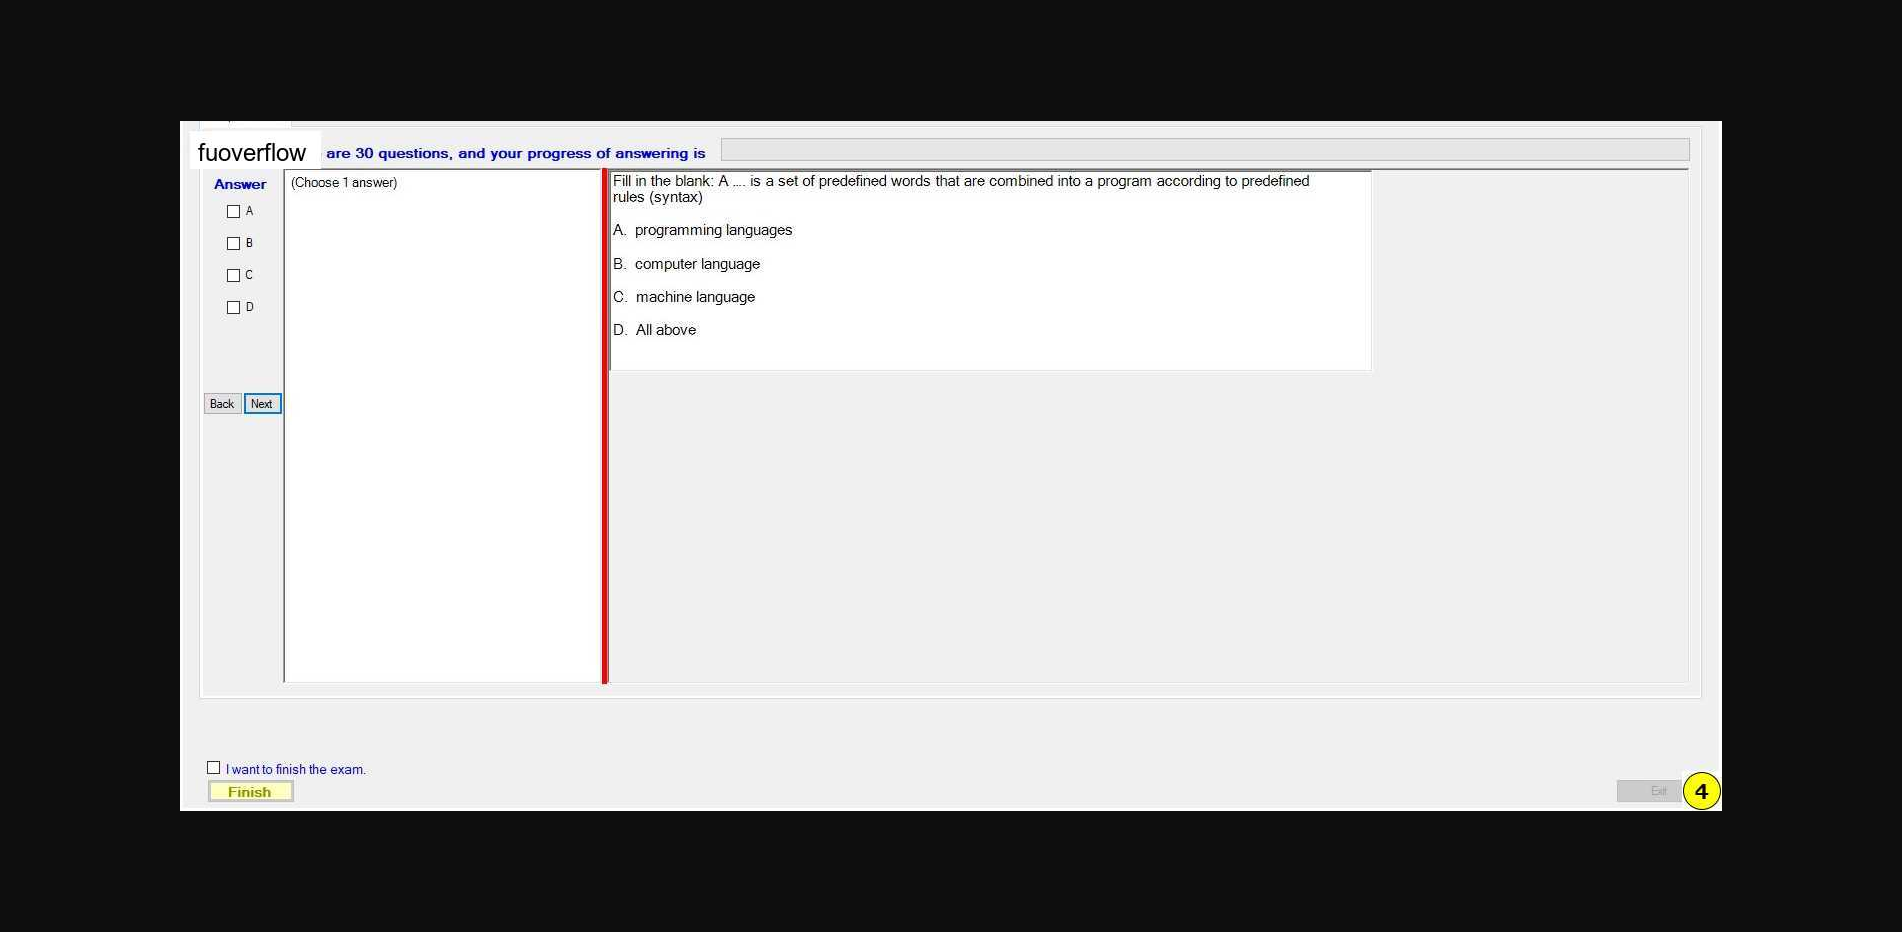 fuoverflow are 30 questions, and your progress of answering is
Answer
(Choose 1 answer)
A
B
C
D
Back Next
Fill in the blank: A .... is a set of predefined words that are combined into a program according to predefined
rules (syntax)
A. programming languages
B. computer language
C. machine language
D. All above
I want to finish the exam.
Finish
Exit
4